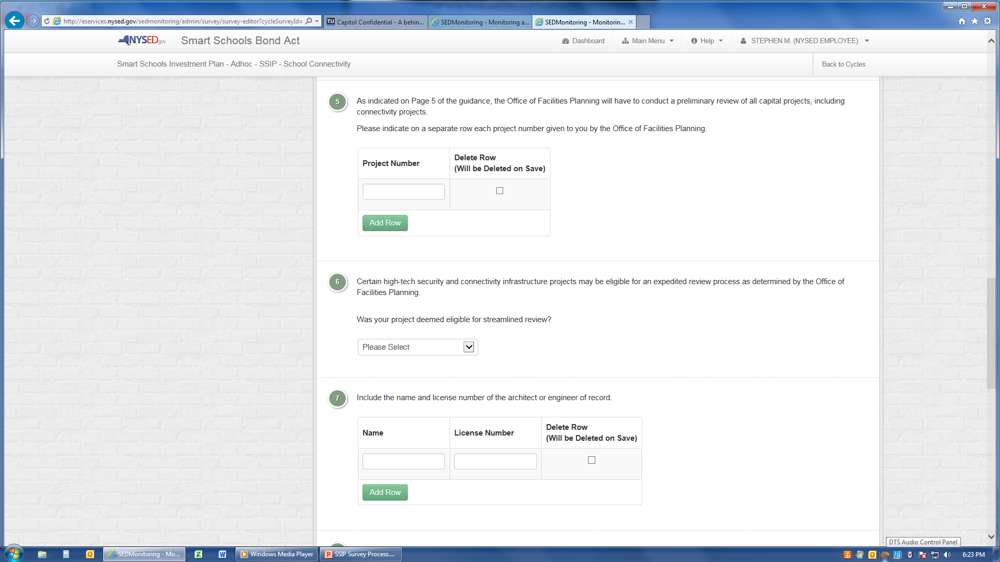 http://eservices.nysed.gov/sedmonitoring/admin/survey/survey-editor?cycleSurveyId=
TU Capitol Confidential - A behin...
SEDMonitoring - Monitoring a...
SEDMonitoring - Monitorin...
NYSED.gov
Smart Schools Bond Act
Dashboard
Main Menu
Help
STEPHEN M. (NYSED EMPLOYEE)
Smart Schools Investment Plan - Adhoc - SSIP - School Connectivity
Back to Cycles
5
As indicated on Page 5 of the guidance, the Office of Facilities Planning will have to conduct a preliminary review of all capital projects, including
connectivity projects.
Please indicate on a separate row each project number given to you by the Office of Facilities Planning.
Project Number
Delete Row
(Will be Deleted on Save)
Add Row
6
Certain high-tech security and connectivity infrastructure projects may be eligible for an expedited review process as determined by the Office of
Facilities Planning.
Was your project deemed eligible for streamlined review?
Please Select
7
Include the name and license number of the architect or engineer of record.
Name
License Number
Delete Row
(Will be Deleted on Save)
Add Row
DTS Audio Control Panel
SEDMonitoring - Mo...
Windows Media Player
SSIP Survey Process....
6:23 PM